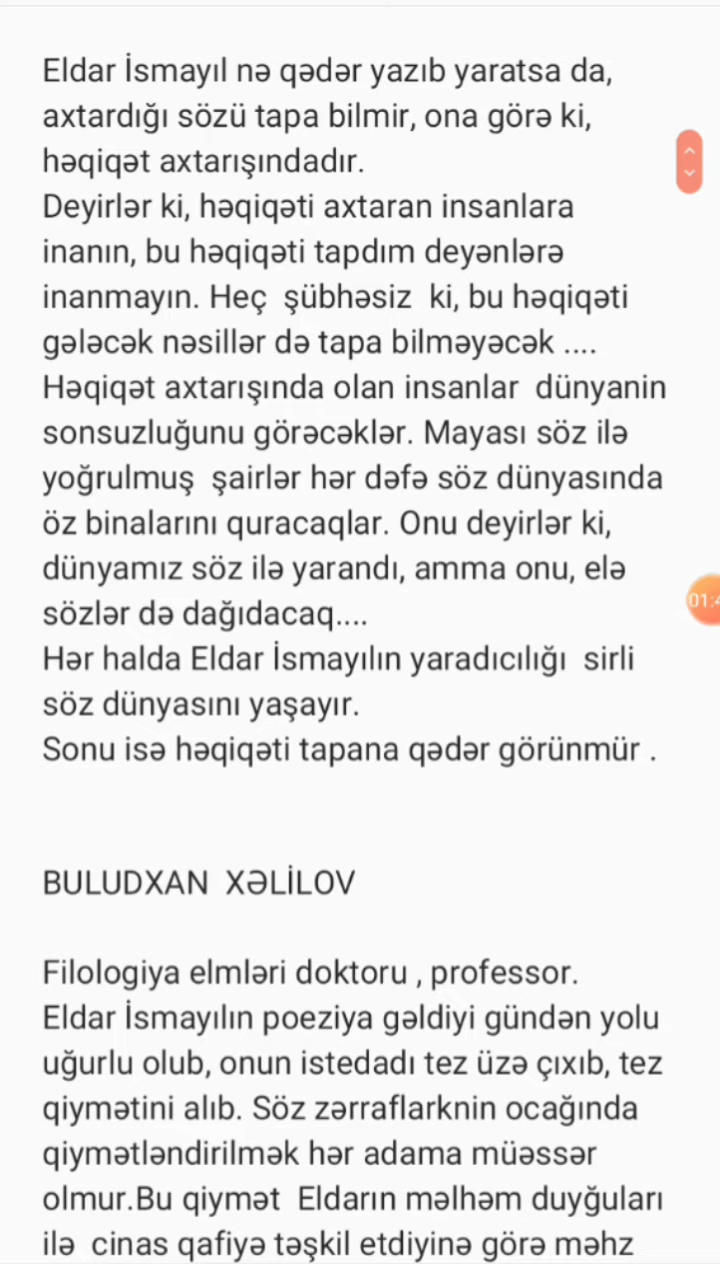 Eldar İsmayıl nə qədər yazıb yaratsa da,
axtardığı sözü tapa bilmir, ona görə ki,
həqiqət axtarışındadır.
Deyirlər ki, həqiqəti axtaran insanlara
inanın, bu həqiqəti tapdım deyənlərə
inanmayın. Heç  şübhəsiz  ki, bu həqiqəti
gələcək nəsillər də tapa bilməyəcək ....
Həqiqət axtarışında olan insanlar  dünyanin
sonsuzluğunu görəcəklər. Mayası söz ilə
yoğrulmuş  şairlər hər dəfə söz dünyasında
öz binalarını quracaqlar. Onu deyirlər ki,
dünyamız söz ilə yarandı, amma onu, elə
sözlər də dağıdacaq....
Hər halda Eldar İsmayılın yaradıcılığı  sirli
söz dünyasını yaşayır.
Sonu isə həqiqəti tapana qədər görünmür .
BULUDXAN  XƏLİLOV
Filologiya elmləri doktoru , professor.
Eldar İsmayılın poeziya gəldiyi gündən yolu
uğurlu olub, onun istedadı tez üzə çıxıb, tez
qiymətini alıb. Söz zərraflarknin ocağında
qiymətləndirilmək hər adama müəssər
olmur.Bu qiymət  Eldarın məlhəm duyğuları
ilə  cinas qafiyə təşkil etdiyinə görə məhz